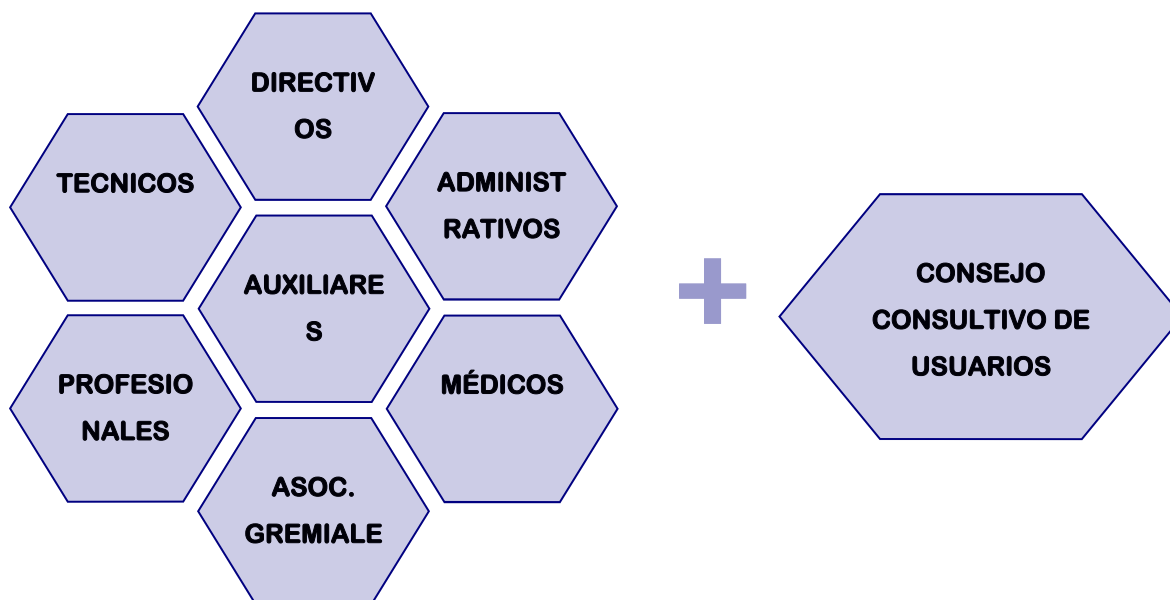 DIRECTIV
OS
TECNICOS
ADMINIST
RATIVOS
AUXILIARE
S
PROFESIO
NALES
MÉDICOS
ASOC.
GREMIALE
CONSEJO
CONSULTIVO DE
USUARIOS